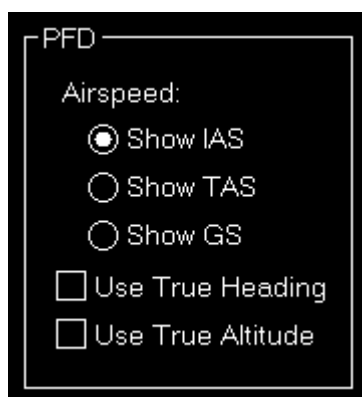 PFD
Airspeed:
Show IAS
Show TAS
Show GS
Use True Heading
Use True Altitude